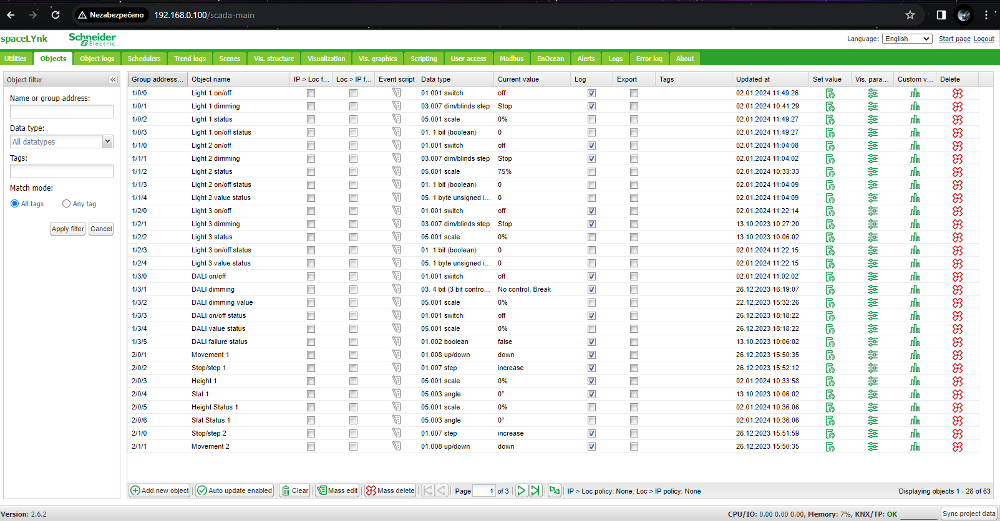 Nezabezpečeno 192.168.0.100/scada-main
spaceLYnk Schneider Electric Language: English Start page Logout
Utilities Objects Object logs Schedulers Trend logs Scenes Vis. structure Visualization Vis. graphics Scripting User access Modbus EnOcean Alerts Logs Error log About
Object filter
Name or group address:
Data type:
All datatypes
Tags:
Match mode:
All tags Any tag
Apply filter Cancel
Group address... Object name IP > Loc f... Loc > IP f... Event script Data type Current value Log Export Tags Updated at Set value Vis. para... Custom v... Delete
1/0/0 Light 1 on/off 01.001 switch off 02.01.2024 11:49:26
1/0/1 Light 1 dimming 03.007 dim/blinds step Stop 02.01.2024 10:41:29
1/0/2 Light 1 status 05.001 scale 0% 02.01.2024 11:49:27
1/0/3 Light 1 on/off status 01. 1 bit (boolean) 0 02.01.2024 11:49:27
1/1/0 Light 2 on/off 01.001 switch off 02.01.2024 11:04:08
1/1/1 Light 2 dimming 03.007 dim/blinds step Stop 02.01.2024 11:04:02
1/1/2 Light 2 status 05.001 scale 75% 02.01.2024 10:33:33
1/1/3 Light 2 on/off status 01. 1 bit (boolean) 0 02.01.2024 11:04:09
1/1/4 Light 2 value status 05. 1 byte unsigned i... 0 02.01.2024 11:04:09
1/2/0 Light 3 on/off 01.001 switch off 02.01.2024 11:22:14
1/2/1 Light 3 dimming 03.007 dim/blinds step Stop 13.10.2023 10:27:20
1/2/2 Light 3 status 05.001 scale 0% 13.10.2023 10:06:02
1/2/3 Light 3 on/off status 01. 1 bit (boolean) 0 02.01.2024 11:22:15
1/2/4 Light 3 value status 05. 1 byte unsigned i... 0 02.01.2024 11:22:15
1/3/0 DALI on/off 01.001 switch off 02.01.2024 11:02:02
1/3/1 DALI dimming 03. 4 bit (3 bit contro... No control, Break 26.12.2023 16:19:07
1/3/2 DALI dimming value 05.001 scale 0% 22.12.2023 15:32:26
1/3/3 DALI on/off status 01.001 switch off 26.12.2023 18:18:22
1/3/4 DALI value status 05.001 scale 0% 26.12.2023 18:18:22
1/3/5 DALI failure status 01.002 boolean false 13.10.2023 10:06:02
2/0/1 Movement 1 01.008 up/down down 26.12.2023 15:50:35
2/0/2 Stop/step 1 01.007 step increase 26.12.2023 15:52:12
2/0/3 Height 1 05.001 scale 0% 02.01.2024 10:33:58
2/0/4 Slat 1 05.003 angle 0° 13.10.2023 10:06:02
2/0/5 Height Status 1 05.001 scale 0% 02.01.2024 10:36:06
2/0/6 Slat Status 1 05.003 angle 0° 02.01.2024 10:36:06
2/1/0 Stop/step 2 01.007 step increase 26.12.2023 15:51:59
2/1/1 Movement 2 01.008 up/down down 26.12.2023 15:50:35
Add new object Auto update enabled Clear Mass edit Mass delete Page 1 of 3 IP > Loc policy: None; Loc > IP policy: None Displaying objects 1 - 28 of 63
Version: 2.6.2 CPU/IO: 0.00 0.00 0.00, Memory: 7%, KNX/TP: OK Sync project data